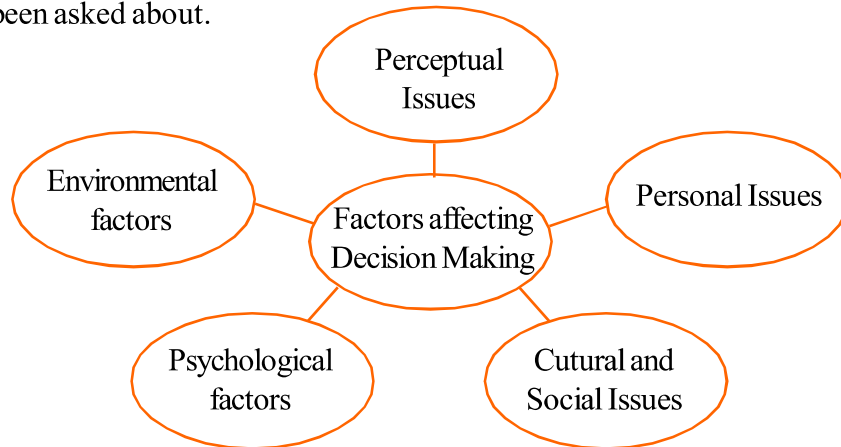 been asked about.
Perceptual
Issues
Environmental
factors
Factors affecting
Decision Making
Personal Issues
Psychological
factors
Cutural and
Social Issues